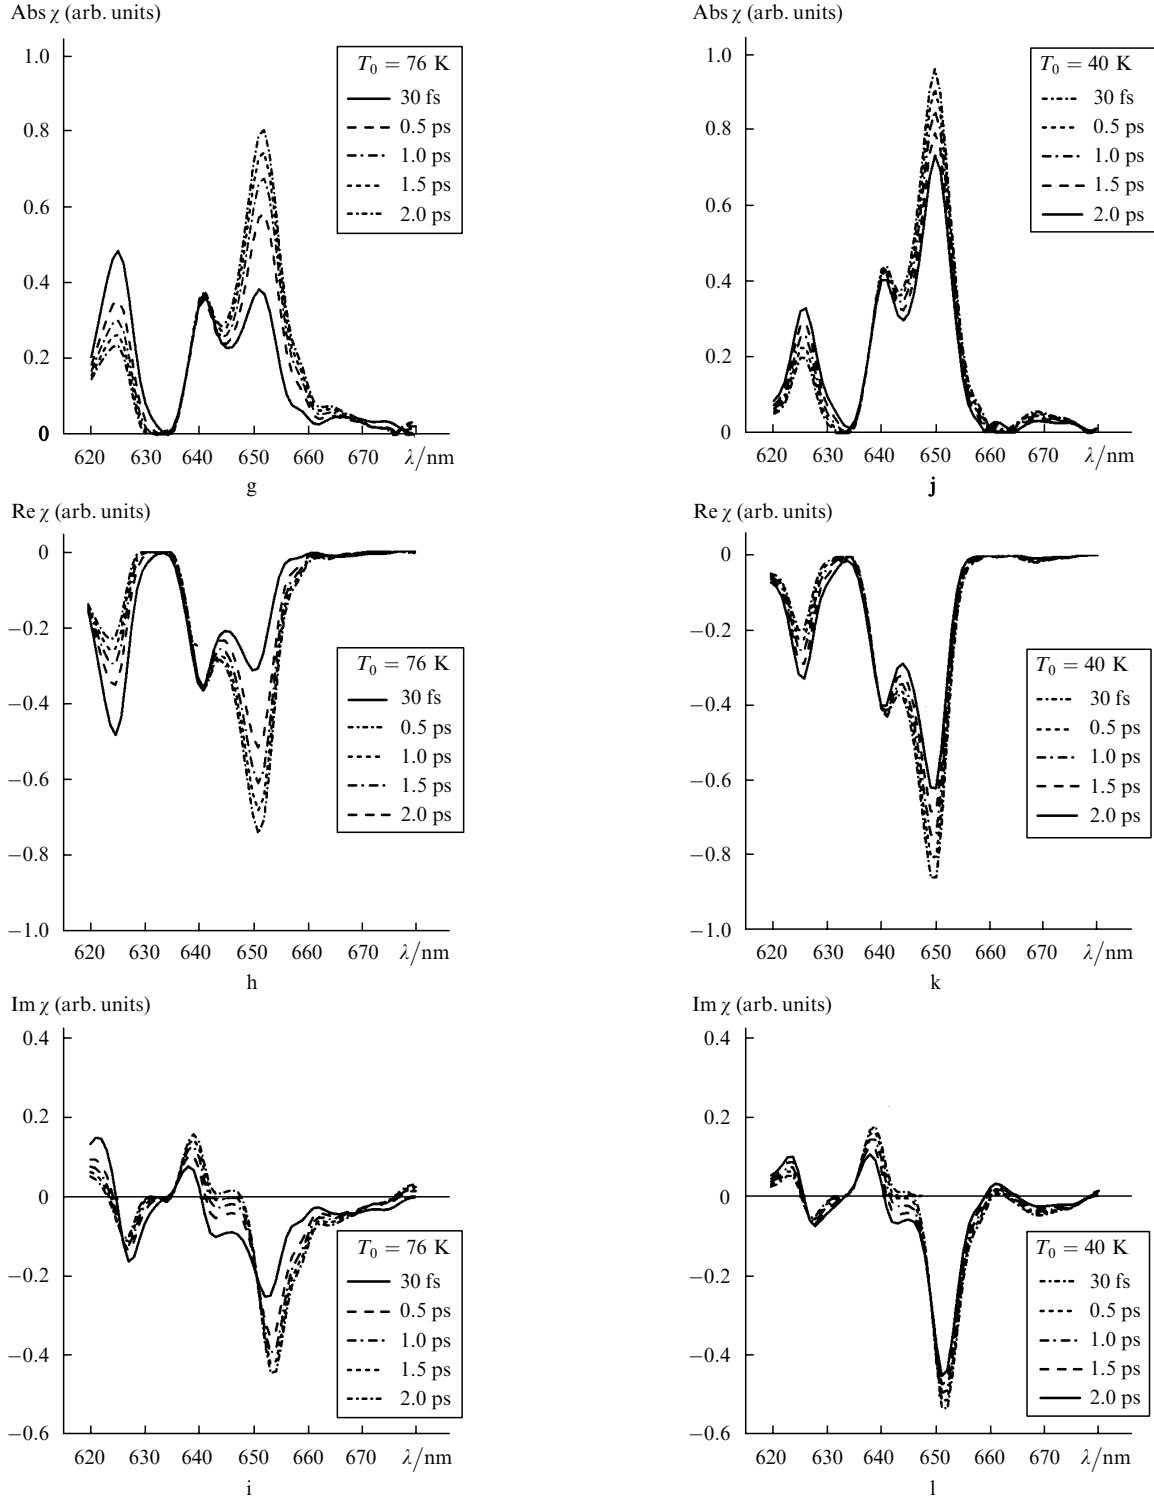 Abs χ (arb. units)
1.0
0.8
0.6
0.4
0.2
0
T₀ = 76 K
30 fs
0.5 ps
1.0 ps
1.5 ps
2.0 ps
620 630 640 650 660 670 λ/nm
g
Abs χ (arb. units)
1.0
0.8
0.6
0.4
0.2
0
T₀ = 40 K
30 fs
0.5 ps
1.0 ps
1.5 ps
2.0 ps
620 630 640 650 660 670 λ/nm
j
Re χ (arb. units)
0
−0.2
−0.4
−0.6
−0.8
−1.0
T₀ = 76 K
30 fs
0.5 ps
1.0 ps
1.5 ps
2.0 ps
620 630 640 650 660 670 λ/nm
h
Re χ (arb. units)
0
−0.2
−0.4
−0.6
−0.8
−1.0
T₀ = 40 K
30 fs
0.5 ps
1.0 ps
1.5 ps
2.0 ps
620 630 640 650 660 670 λ/nm
k
Im χ (arb. units)
0.4
0.2
0
−0.2
−0.4
−0.6
T₀ = 76 K
30 fs
0.5 ps
1.0 ps
1.5 ps
2.0 ps
620 630 640 650 660 670 λ/nm
i
Im χ (arb. units)
0.4
0.2
0
−0.2
−0.4
−0.6
T₀ = 40 K
30 fs
0.5 ps
1.0 ps
1.5 ps
2.0 ps
620 630 640 650 660 670 λ/nm
l